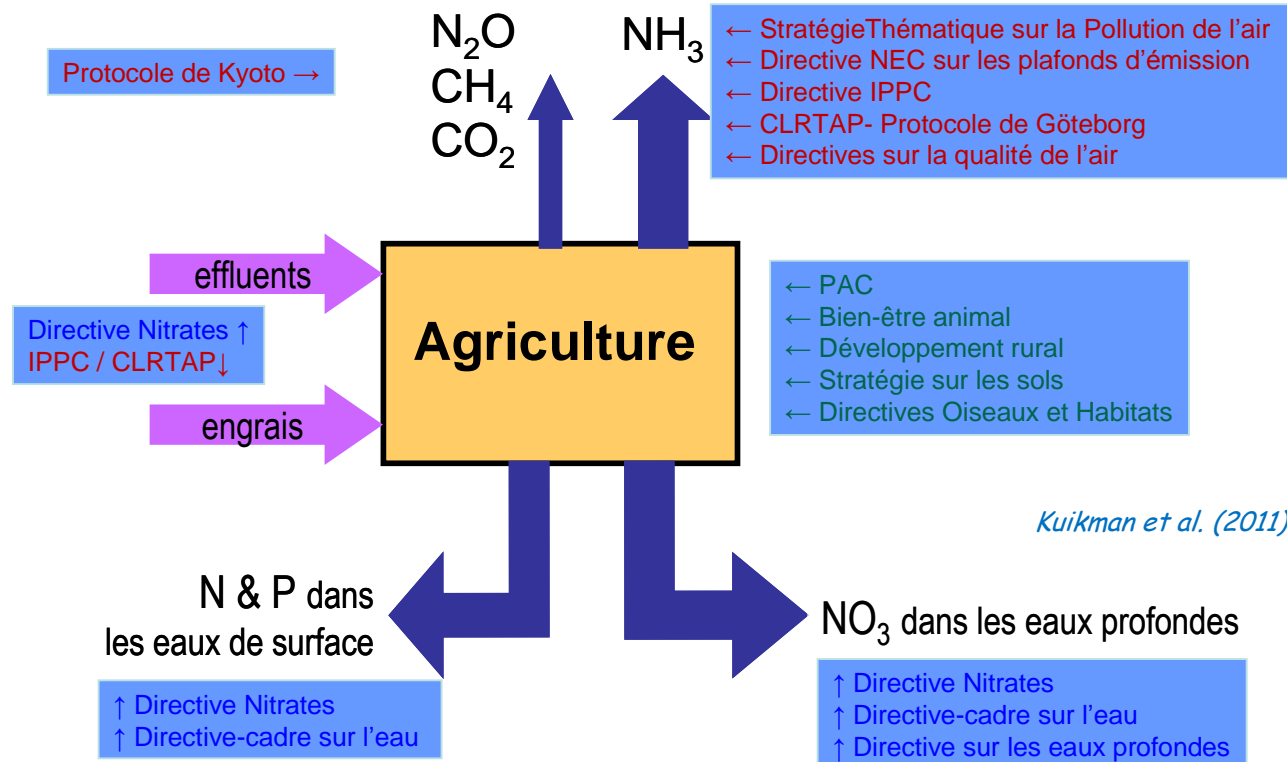 N₂O
CH₄
CO₂
NH₃
Protocole de Kyoto →
← StratégieThématique sur la Pollution de l'air
← Directive NEC sur les plafonds d'émission
← Directive IPPC
← CLRTAP- Protocole de Göteborg
← Directives sur la qualité de l'air
effluents
Directive Nitrates ↑
IPPC / CLRTAP↓
engrais
Agriculture
← PAC
← Bien-être animal
← Développement rural
← Stratégie sur les sols
← Directives Oiseaux et Habitats
Kuikman et al. (2011)
N & P dans
les eaux de surface
↑ Directive Nitrates
↑ Directive-cadre sur l'eau
NO₃ dans les eaux profondes
↑ Directive Nitrates
↑ Directive-cadre sur l'eau
↑ Directive sur les eaux profondes